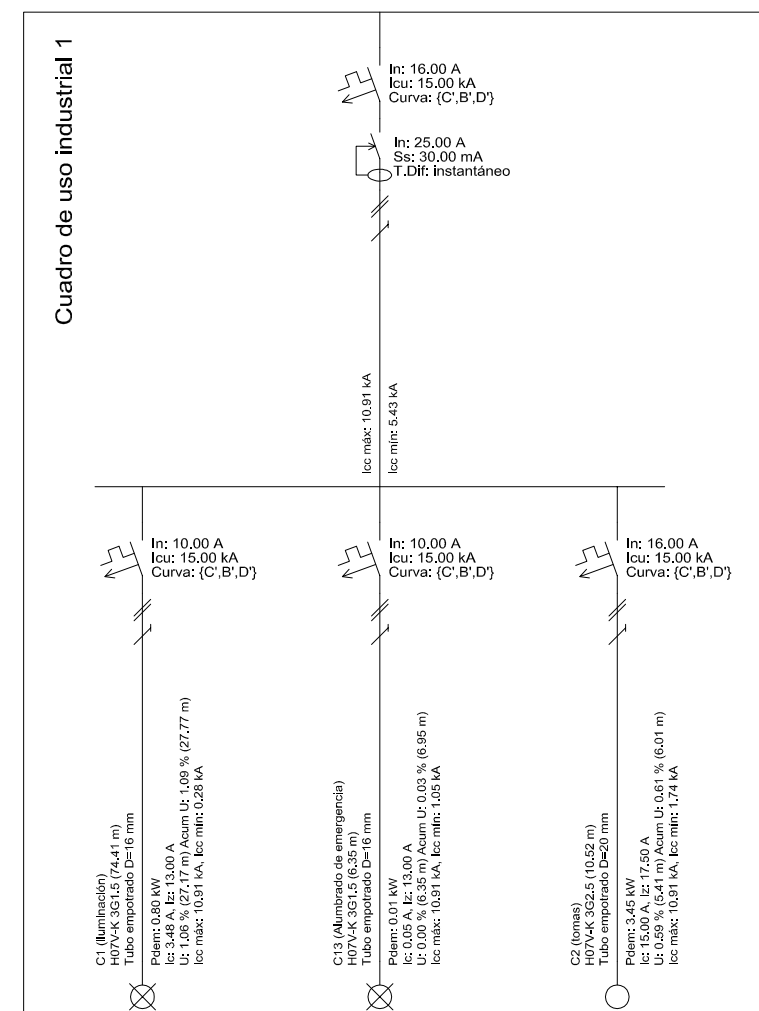 Cuadro de uso industrial 1
In: 16.00 A
Icu: 15.00 kA
Curva: {C',B',D'}
In: 25.00 A
Ss: 30.00 mA
T.Dif: instantáneo
Icc máx: 10.91 kA
Icc mín: 5.43 kA
In: 10.00 A
Icu: 15.00 kA
Curva: {C',B',D'}
In: 10.00 A
Icu: 15.00 kA
Curva: {C',B',D'}
In: 16.00 A
Icu: 15.00 kA
Curva: {C',B',D'}
C1 (Iluminación)
H07V-K 3G1.5 (74.41 m)
Tubo empotrado D=16 mm
Pdem: 0.80 kW
Ic: 3.48 A, Iz: 13.00 A
U: 1.06 % (27.17 m) Acum U: 1.09 % (27.77 m)
Icc máx: 10.91 kA, Icc mín: 0.28 kA
C13 (Alumbrado de emergencia)
H07V-K 3G1.5 (6.35 m)
Tubo empotrado D=16 mm
Pdem: 0.01 kW
Ic: 0.05 A, Iz: 13.00 A
U: 0.00 % (6.35 m) Acum U: 0.03 % (6.95 m)
Icc máx: 10.91 kA, Icc mín: 1.05 kA
C2 (tomas)
H07V-K 3G2.5 (10.52 m)
Tubo empotrado D=20 mm
Pdem: 3.45 kW
Ic: 15.00 A, Iz: 17.50 A
U: 0.59 % (5.41 m) Acum U: 0.61 % (6.01 m)
Icc máx: 10.91 kA, Icc mín: 1.74 kA